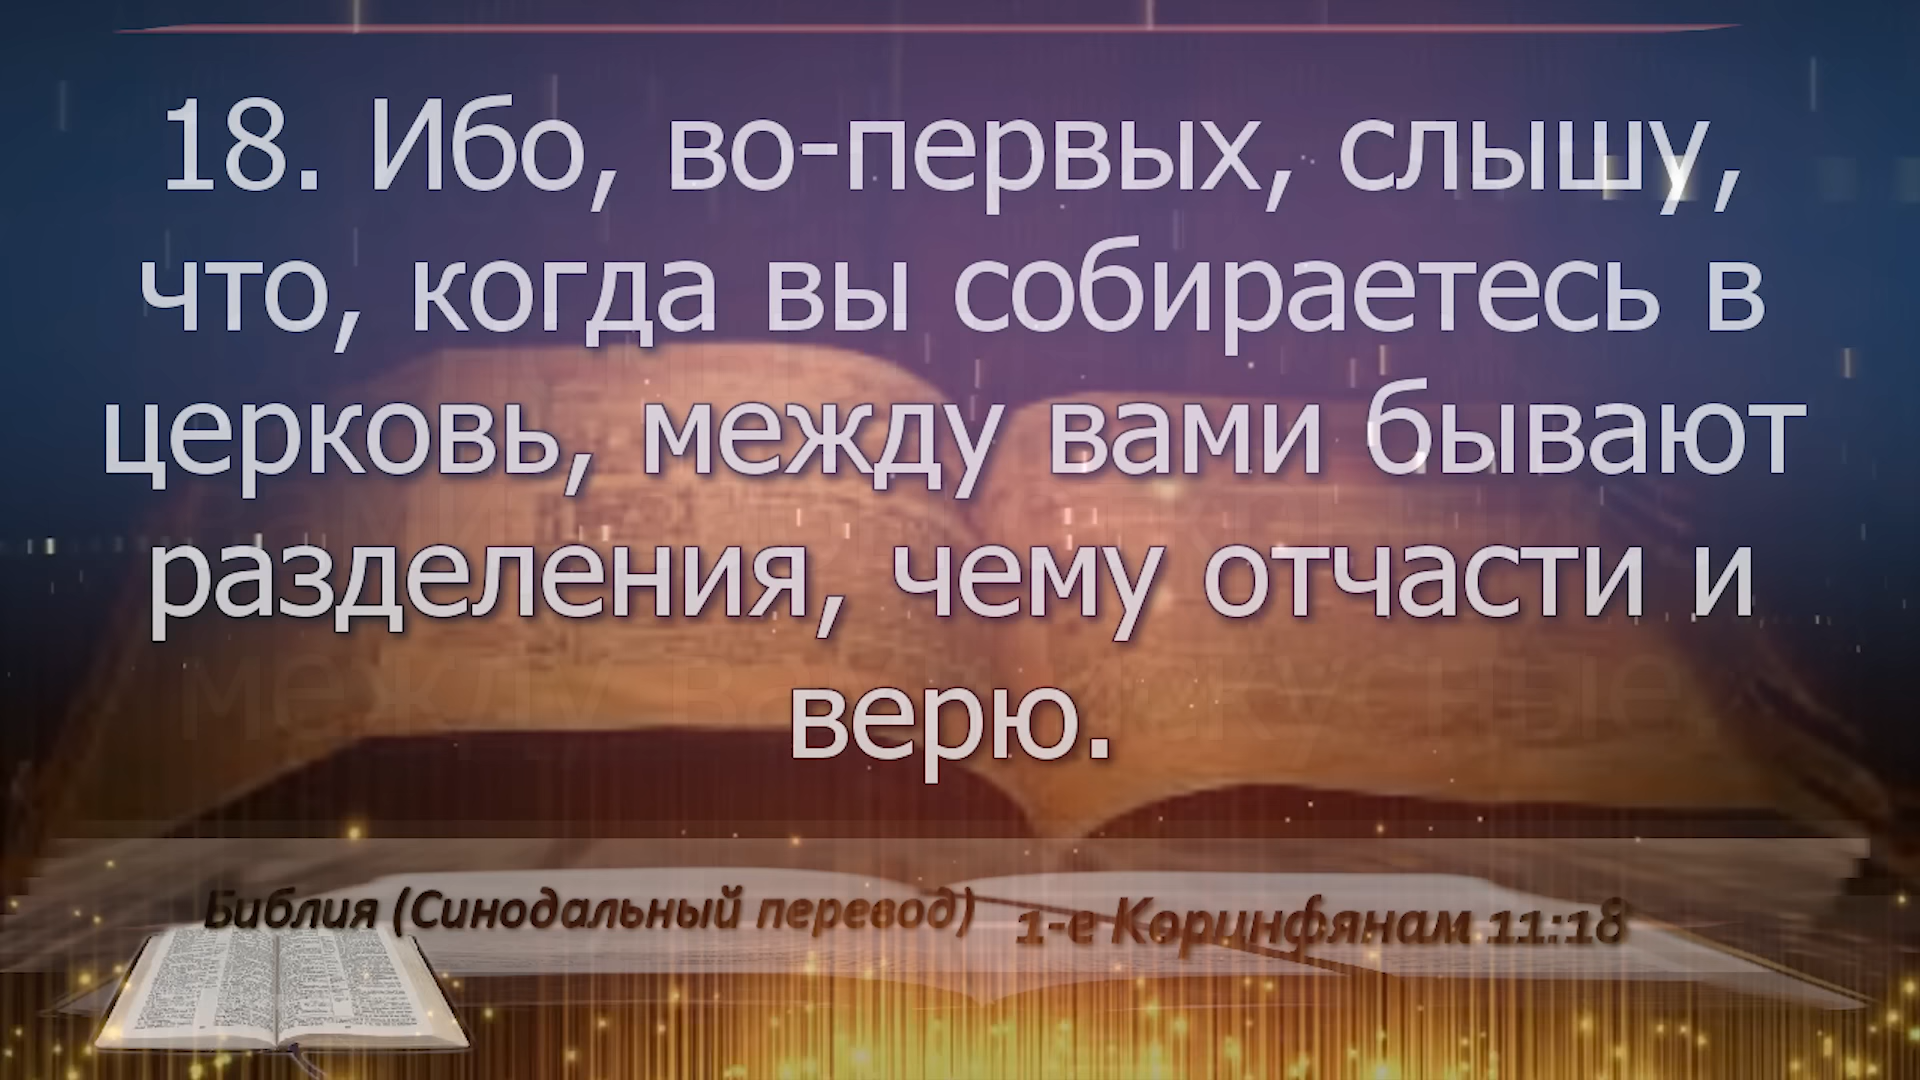 18. Ибо, во-первых, слышу,
что, когда вы собираетесь в
церковь, между вами бывают
разделения, чему отчасти и
верю.
Библия (Синодальный перевод) 1-е Коринфянам 11:18